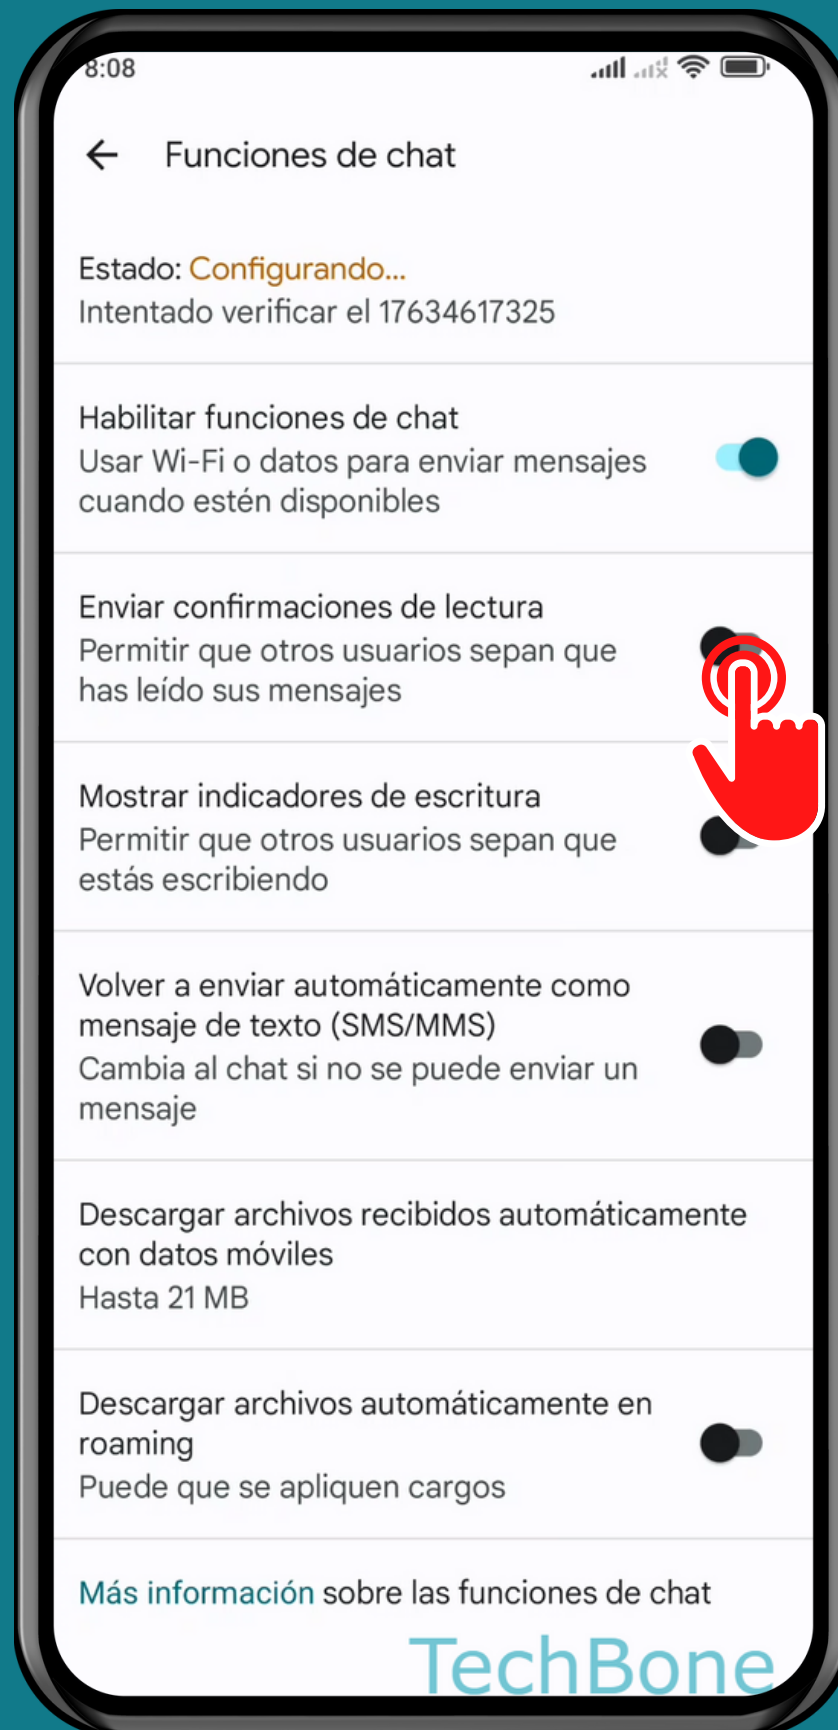 8:08
Funciones de chat
Estado: Configurando...
Intentado verificar el 17634617325
Habilitar funciones de chat
Usar Wi-Fi o datos para enviar mensajes
cuando estén disponibles
Enviar confirmaciones de lectura
Permitir que otros usuarios sepan que
has leído sus mensajes
Mostrar indicadores de escritura
Permitir que otros usuarios sepan que
estás escribiendo
Volver a enviar automáticamente como
mensaje de texto (SMS/MMS)
Cambia al chat si no se puede enviar un
mensaje
Descargar archivos recibidos automáticamente
con datos móviles
Hasta 21 MB
Descargar archivos automáticamente en
roaming
Puede que se apliquen cargos
Más información sobre las funciones de chat
TechBone